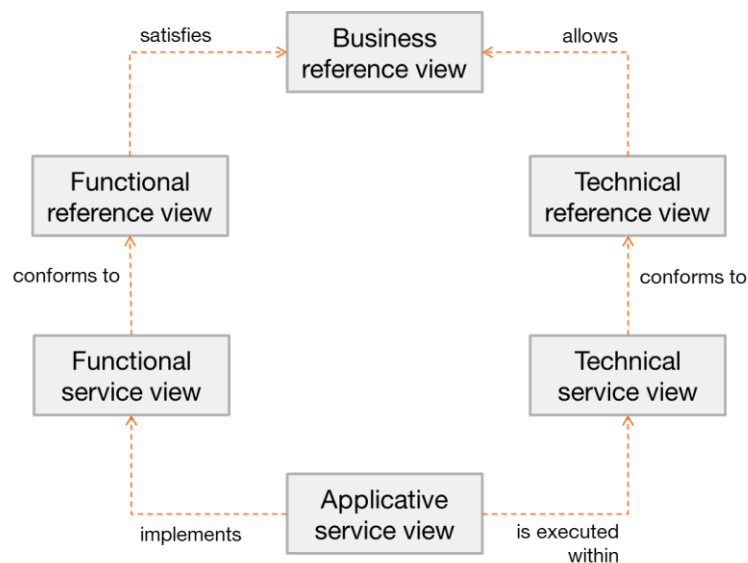 satisfies
Business
reference view
allows
Functional
reference view
Technical
reference view
conforms to
conforms to
Functional
service view
Technical
service view
implements
Applicative
service view
is executed
within